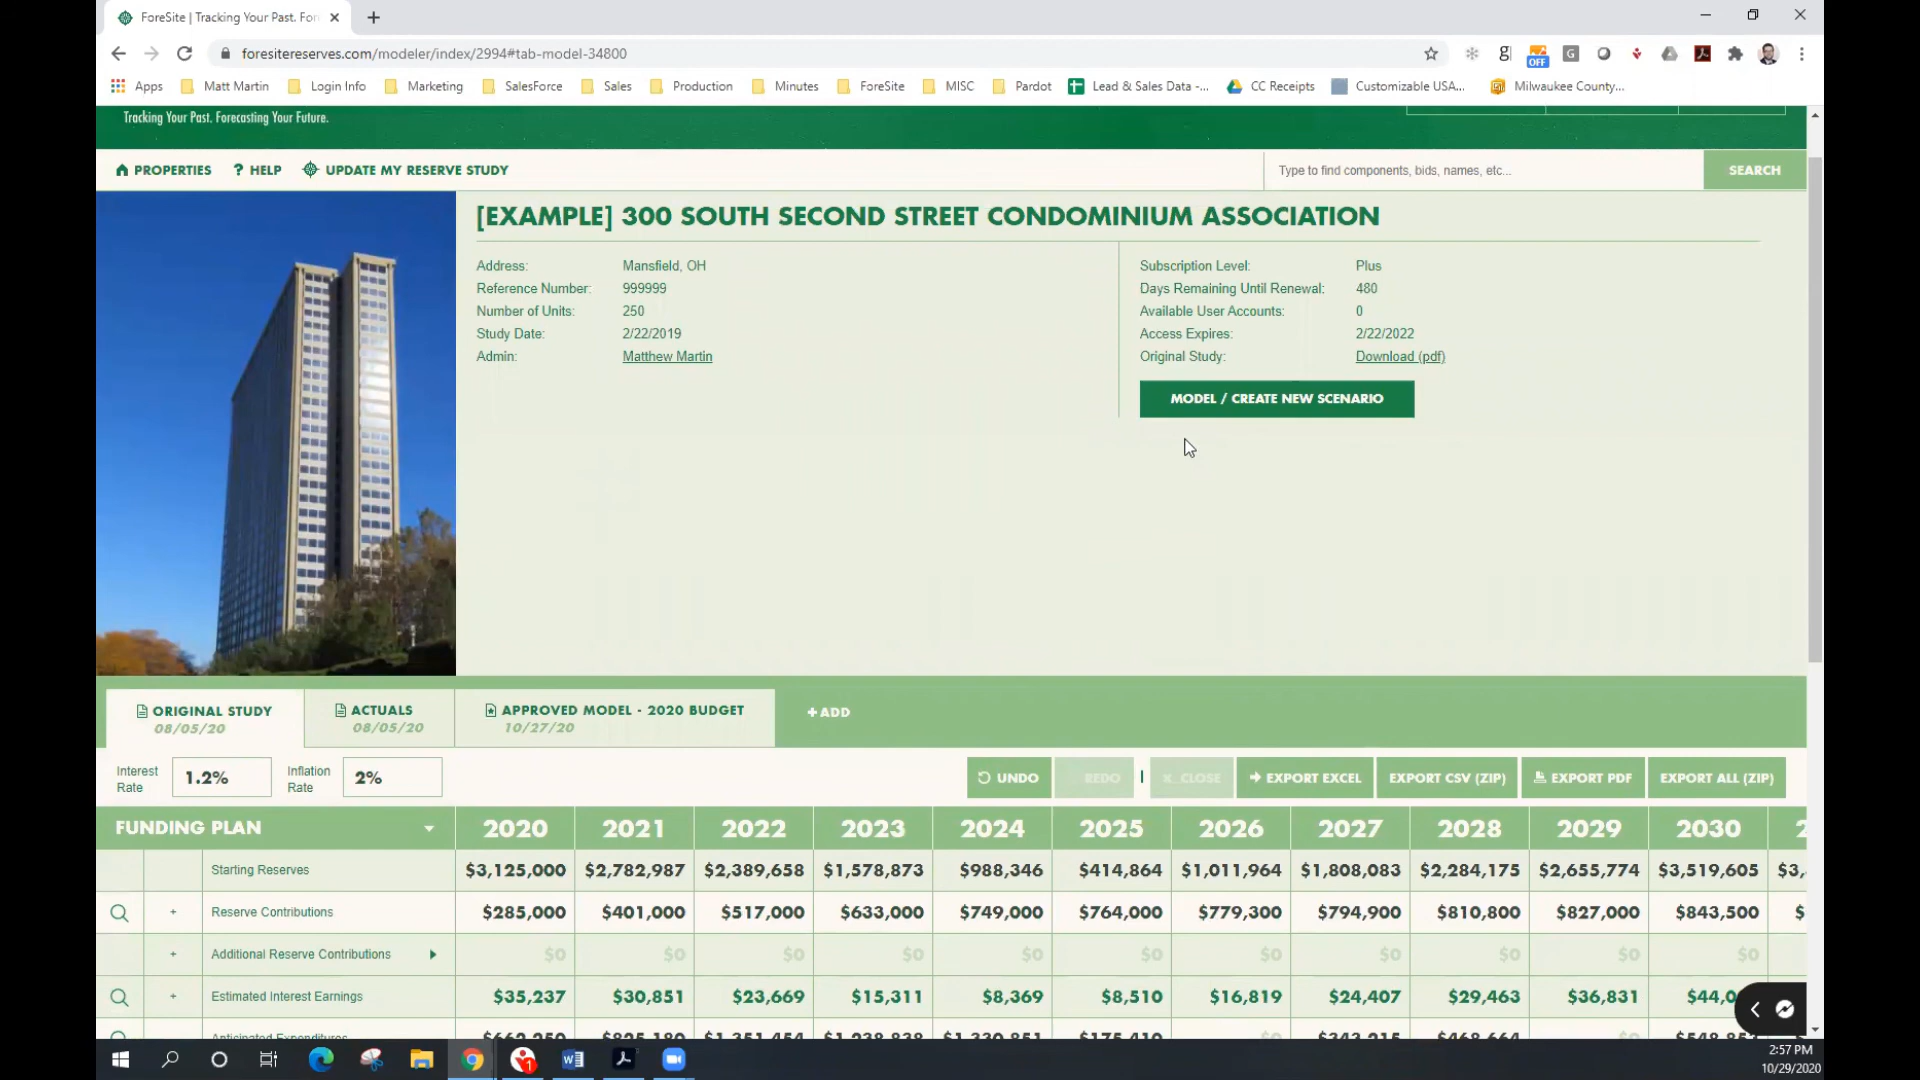 ForeSite | Tracking Your Past. For
foresitereserves.com/modeler/index/2994#tab-model-34800
OFF
Apps Matt Martin Login Info Marketing SalesForce Sales Production Minutes ForeSite MISC Pardot Lead & Sales Data -... CC Receipts Customizable USA... Milwaukee County...
Tracking Your Past. Forecasting Your Future.
PROPERTIES ? HELP UPDATE MY RESERVE STUDY Type to find components, bids, names, etc... SEARCH
[EXAMPLE] 300 SOUTH SECOND STREET CONDOMINIUM ASSOCIATION
Address: Mansfield, OH Subscription Level: Plus
Reference Number: 999999 Days Remaining Until Renewal: 480
Number of Units: 250 Available User Accounts: 0
Study Date: 2/22/2019 Access Expires: 2/22/2022
Admin: Matthew Martin Original Study: Download (pdf)
MODEL / CREATE NEW SCENARIO
ORIGINAL STUDY ACTUALS APPROVED MODEL - 2020 BUDGET +ADD
08/05/20 08/05/20 10/27/20
Interest Rate 1.2% Inflation Rate 2% UNDO REDO | × CLOSE EXPORT EXCEL EXPORT CSV (ZIP) EXPORT PDF EXPORT ALL (ZIP)
FUNDING PLAN 2020 2021 2022 2023 2024 2025 2026 2027 2028 2029 2030
Starting Reserves $3,125,000 $2,782,987 $2,389,658 $1,578,873 $988,346 $414,864 $1,011,964 $1,808,083 $2,284,175 $2,655,774 $3,519,605 $3,
+ Reserve Contributions $285,000 $401,000 $517,000 $633,000 $749,000 $764,000 $779,300 $794,900 $810,800 $827,000 $843,500 $
+ Additional Reserve Contributions $0 $0 $0 $0 $0 $0 $0 $0 $0 $0 $0
+ Estimated Interest Earnings $35,237 $30,851 $23,669 $15,311 $8,369 $8,510 $16,819 $24,407 $29,463 $36,831 $44,0
Anticipated Expenditures
2:57 PM
10/29/2020